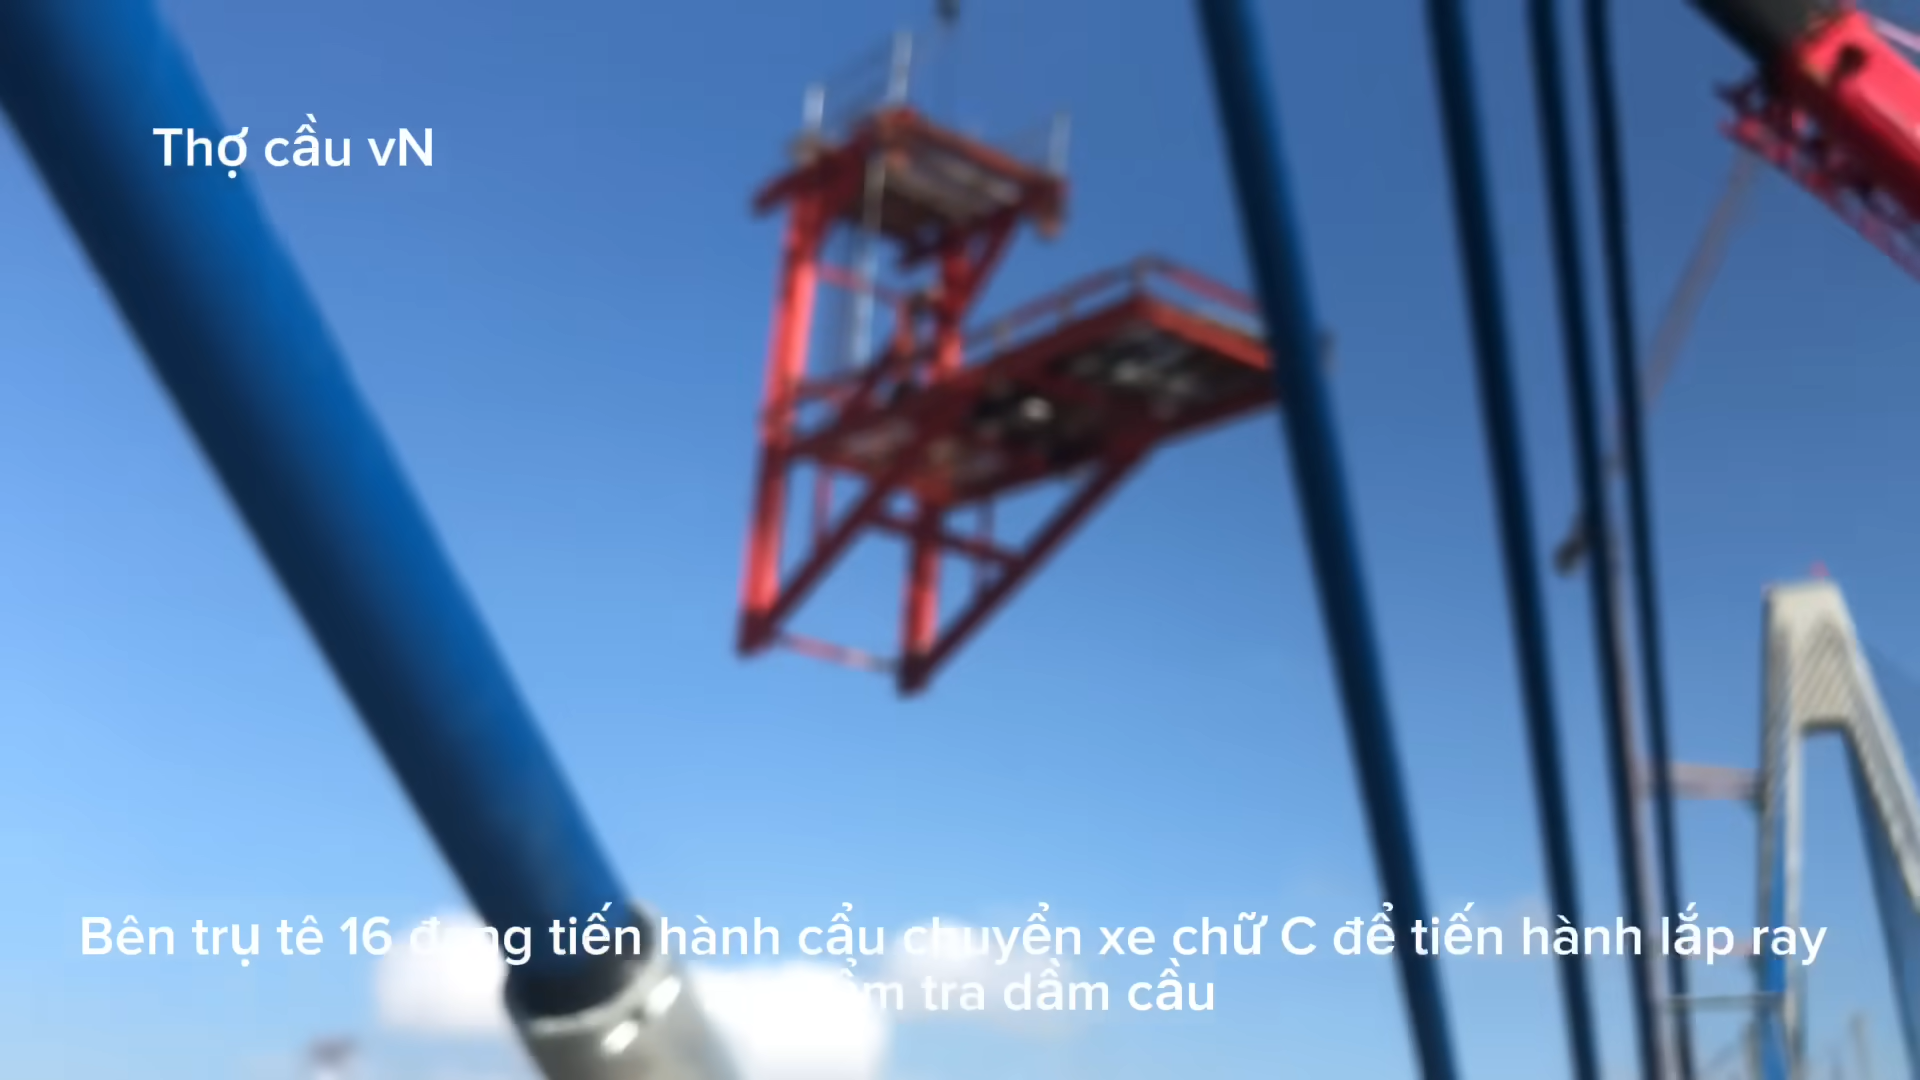 Thợ cầu vN
Bên trụ tê 16 đang tiến hành cẩu chuyển xe chữ C để tiến hành lắp ray
tra dầm cầu